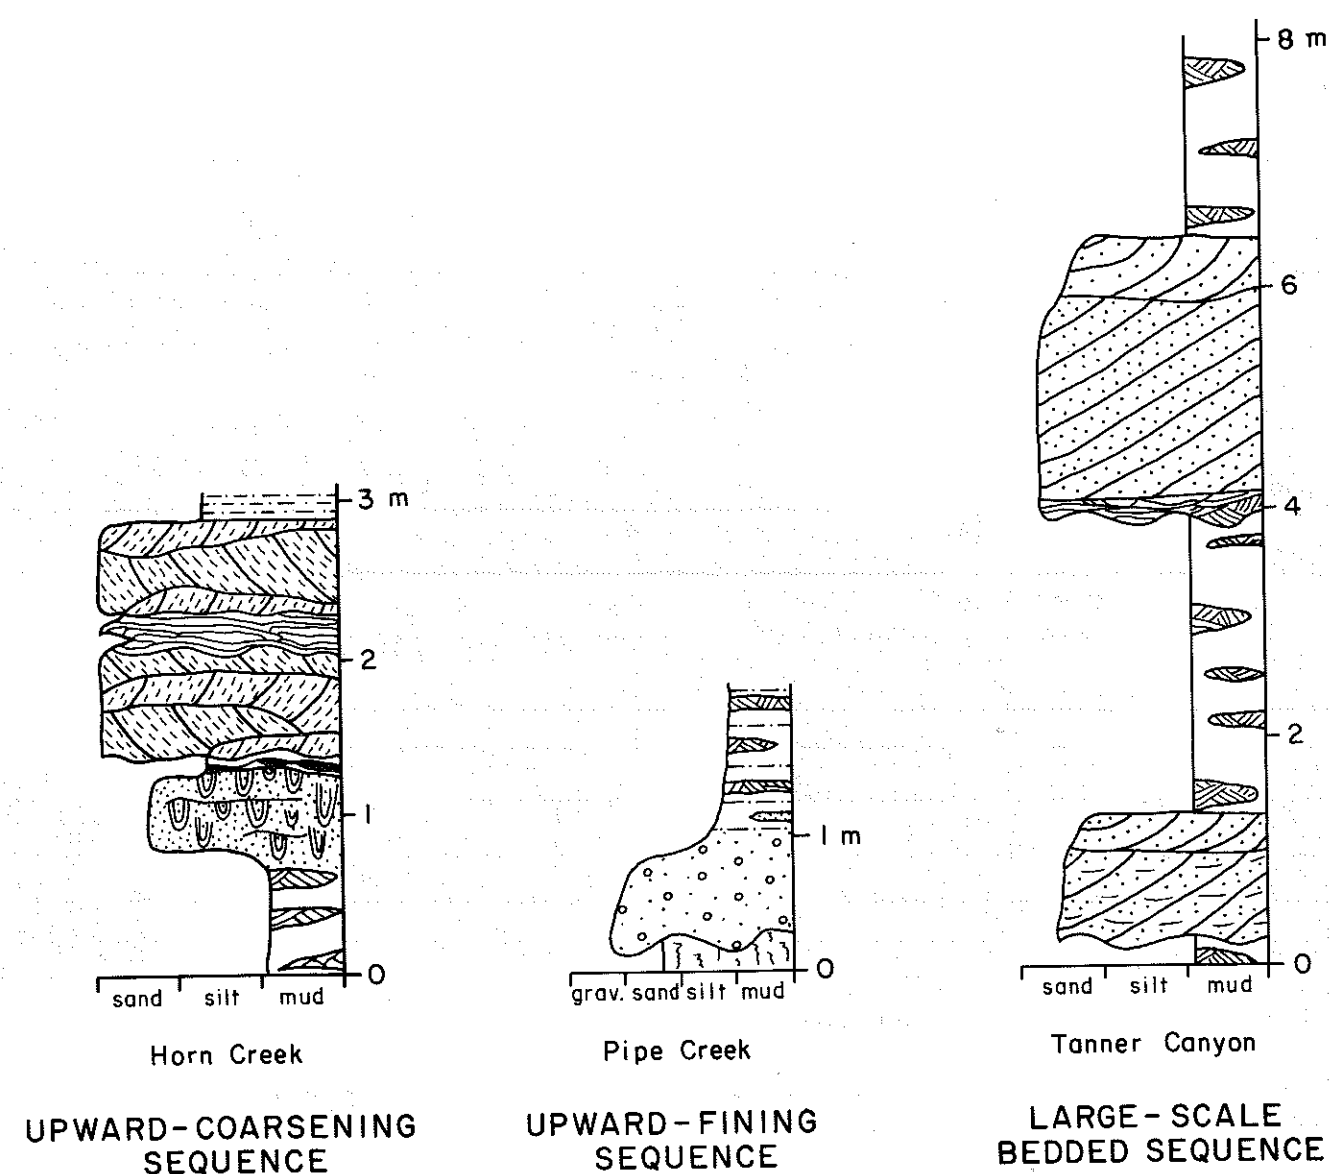 8 m
6
4
2
0
sand silt mud
Tanner Canyon
LARGE-SCALE
BEDDED SEQUENCE
3 m
2
1
0
sand silt mud
Horn Creek
UPWARD-COARSENING
SEQUENCE
1 m
0
grav. sand silt mud
Pipe Creek
UPWARD-FINING
SEQUENCE